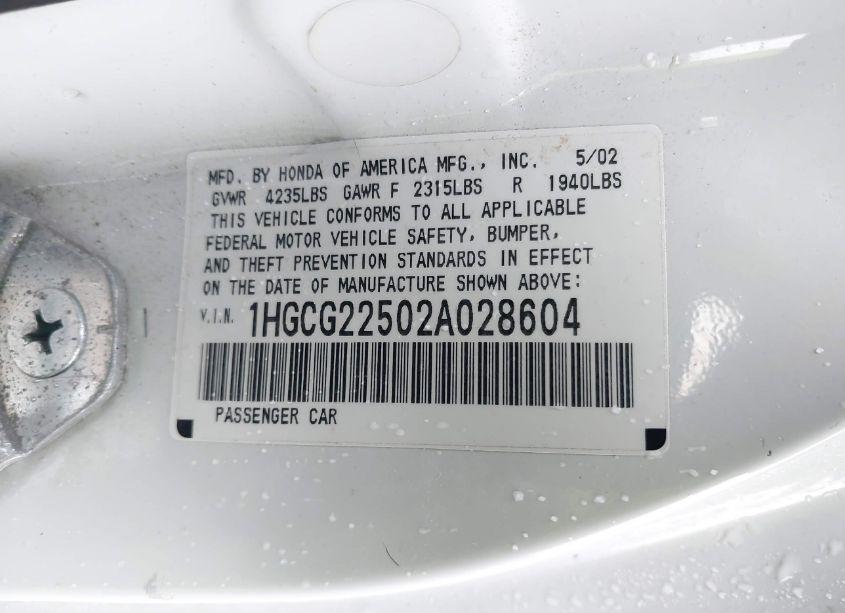 MFD. BY HONDA OF AMERICA MFG., INC. 5/02
GVWR 4235LBS GAWR F 2315LBS R 1940LBS
THIS VEHICLE CONFORMS TO ALL APPLICABLE
FEDERAL MOTOR VEHICLE SAFETY, BUMPER,
AND THEFT PREVENTION STANDARDS IN EFFECT
ON THE DATE OF MANUFACTURE SHOWN ABOVE:
V.I.N. 1HGCG22502A028604
PASSENGER CAR